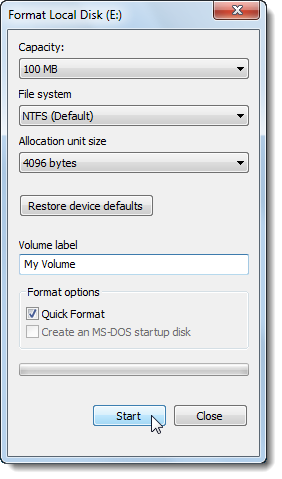 Format Local Disk (E:)
Capacity:
100 MB
File system
NTFS (Default)
Allocation unit size
4096 bytes
Restore device defaults
Volume label
My Volume
Format options
Quick Format
Create an MS-DOS startup disk
Start Close